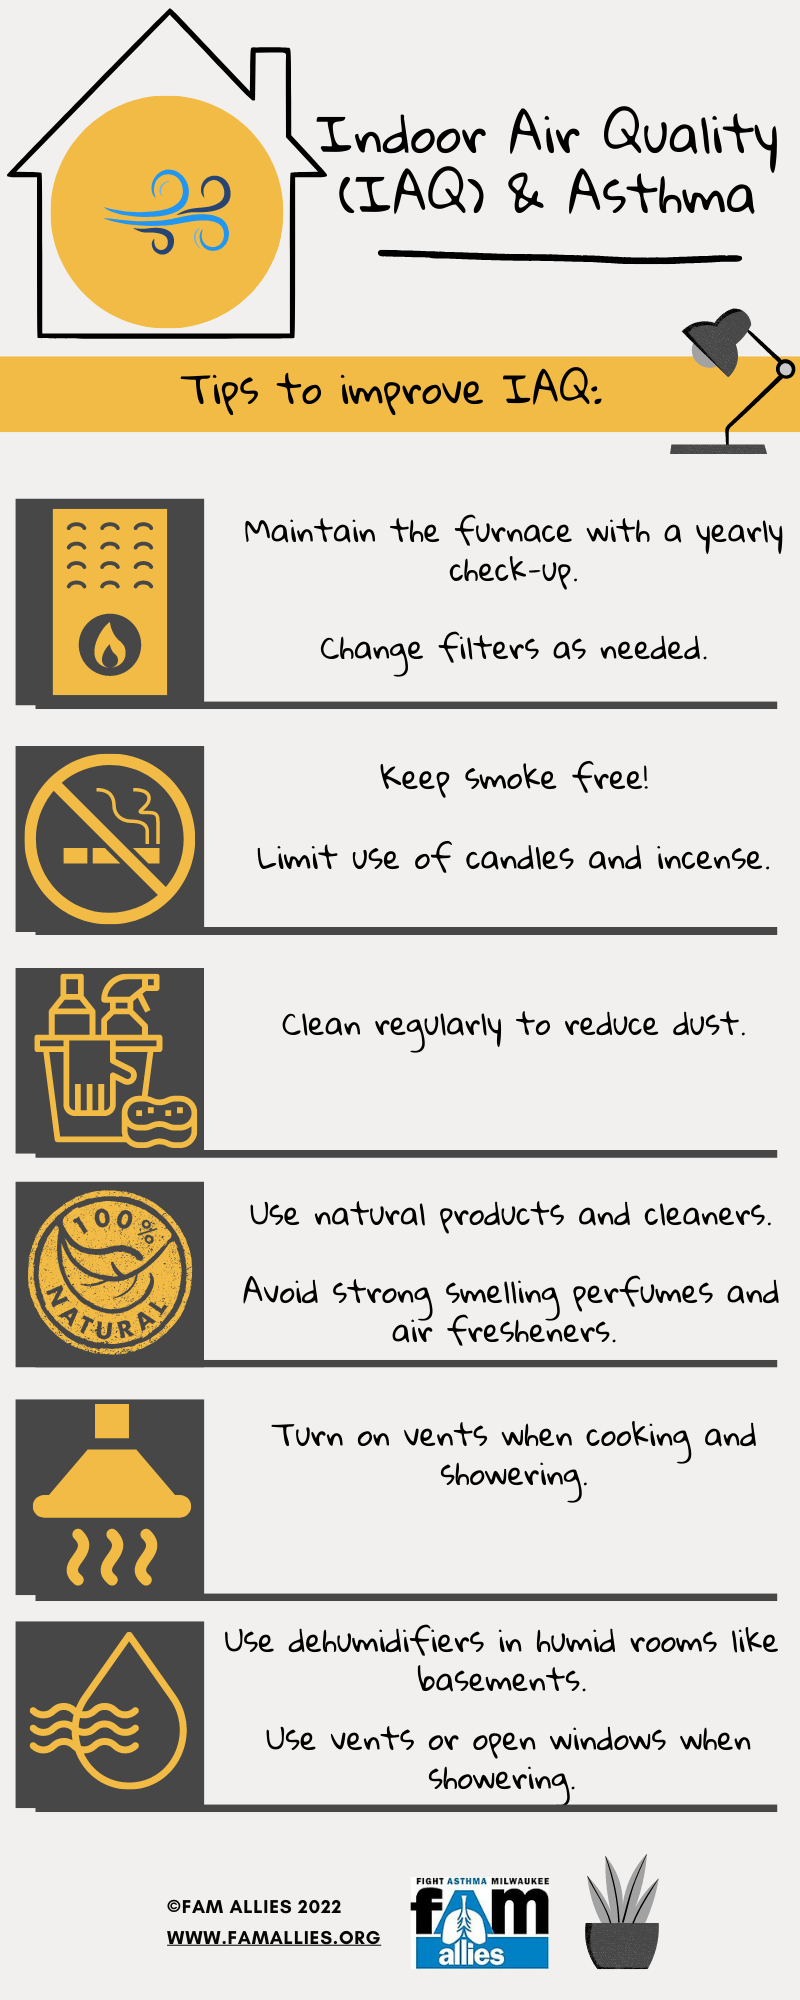 Indoor Air Quality
(IAQ) & Asthma
Tips to improve IAQ:
Maintain the furnace with a yearly
check-up.
Change filters as needed.
Keep smoke free!
Limit use of candles and incense.
Clean regularly to reduce dust.
100%
NATURAL
Use natural products and cleaners.
Avoid strong smelling perfumes and
air fresheners.
Turn on vents when cooking and
showering.
Use dehumidifiers in humid rooms like
basements.
Use vents or open windows when
showering.
©FAM ALLIES 2022
WWW.FAMALLIES.ORG
FIGHT ASTHMA MILWAUKEE
fAm
allies